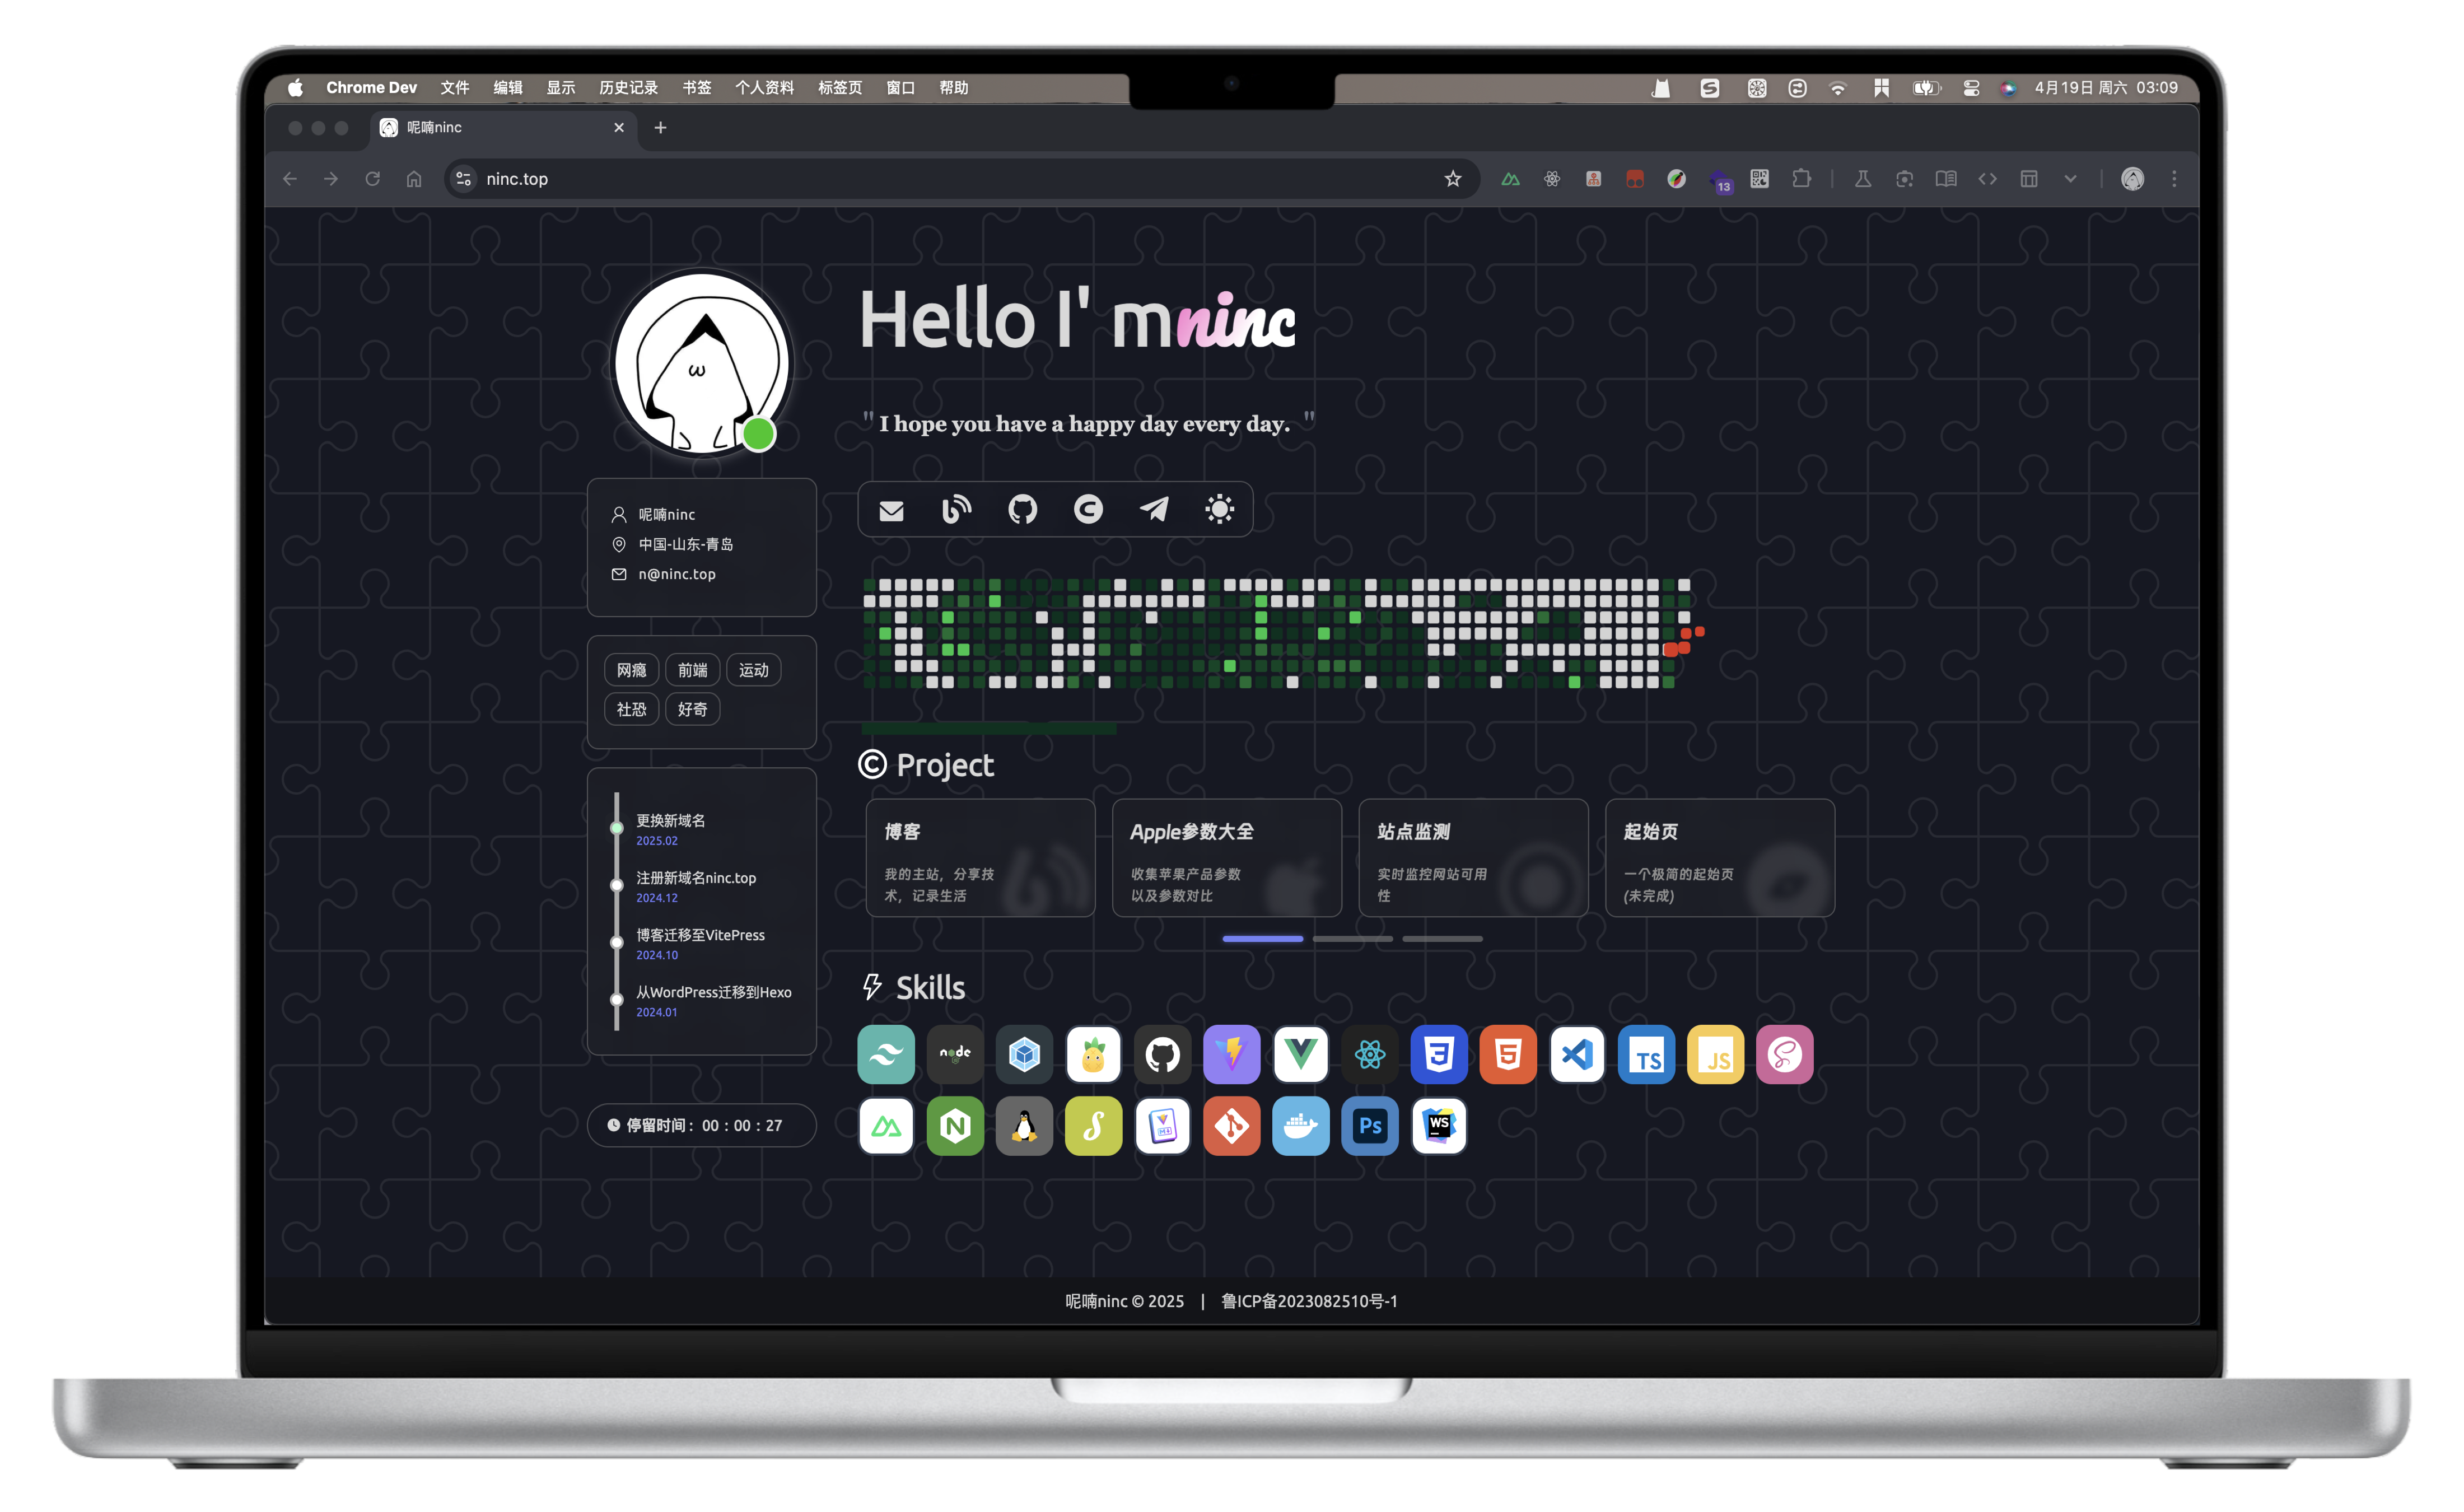 Chrome Dev 文件 编辑 显示 历史记录 书签 个人资料 标签页 窗口 帮助 4月19日 周六 03:09
呢喃ninc
ninc.top
13
Hello I' m ninc
" I hope you have a happy day every day. "
呢喃ninc
中国-山东-青岛
n@ninc.top
网瘾 前端 运动
社恐 好奇
更换新域名
2025.02
注册新域名ninc.top
2024.12
博客迁移至VitePress
2024.10
从WordPress迁移到Hexo
2024.01
停留时间：00 : 00 : 27
Project
博客
我的主站，分享技
术，记录生活
Apple参数大全
收集苹果产品参数
以及参数对比
站点监测
实时监控网站可用
性
起始页
一个极简的起始页
(未完成)
Skills
node 3 5 TS JS
N Ps WS
呢喃ninc © 2025 | 鲁ICP备2023082510号-1